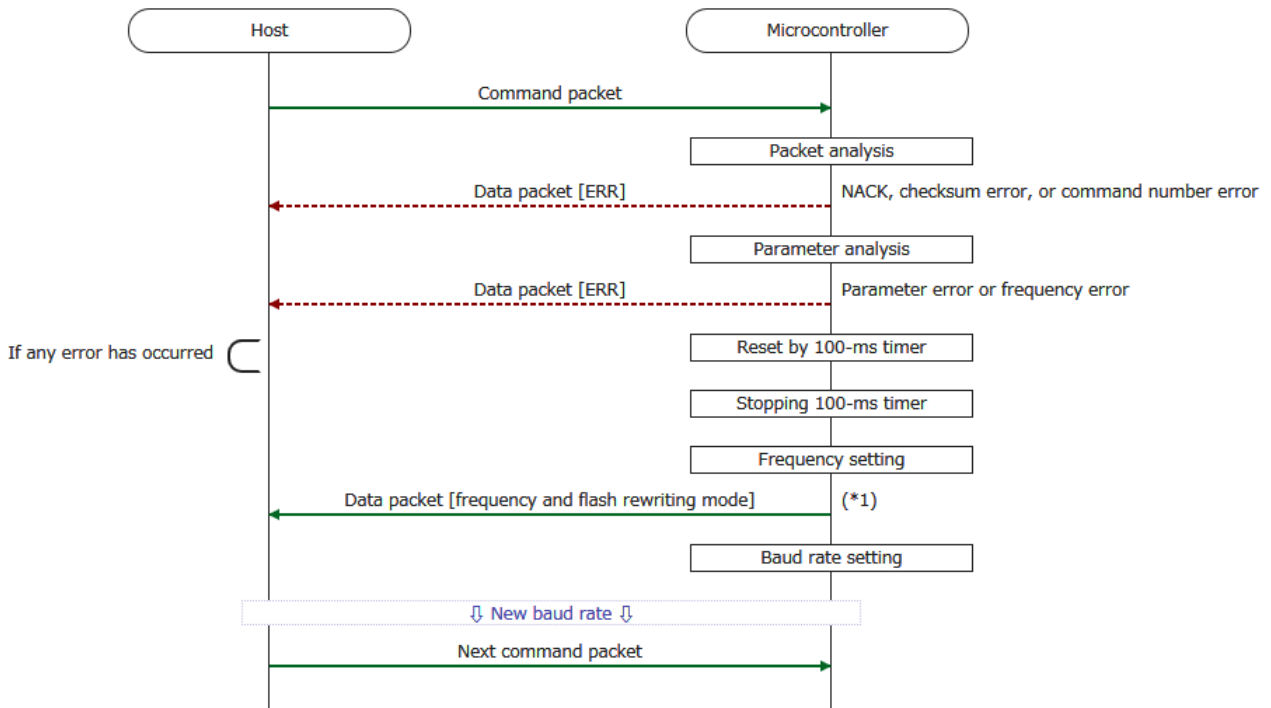 Host
Microcontroller
Command packet
Packet analysis
Data packet [ERR]
NACK, checksum error, or command number error
Parameter analysis
Data packet [ERR]
Parameter error or frequency error
If any error has occurred
Reset by 100-ms timer
Stopping 100-ms timer
Frequency setting
Data packet [frequency and flash rewriting mode]
(*1)
Baud rate setting
⇩ New baud rate ⇩
Next command packet